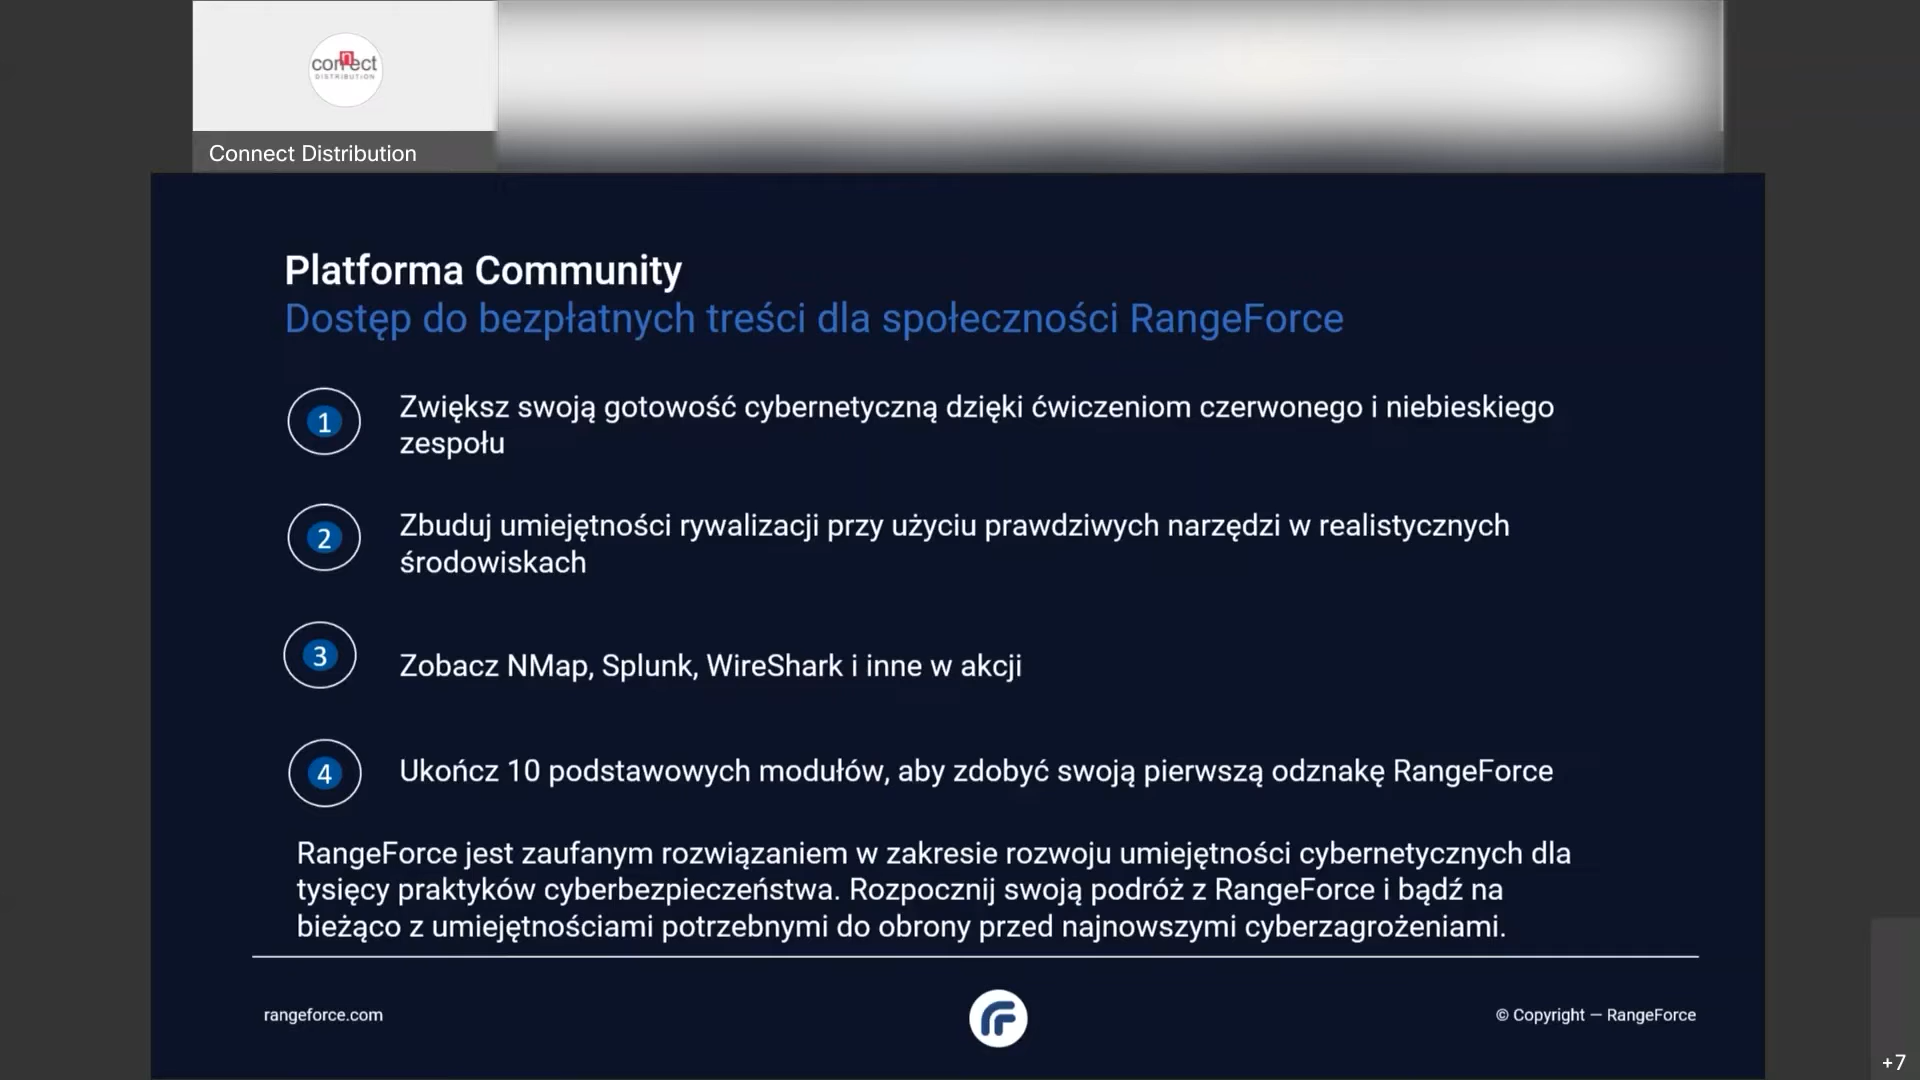 connect
DISTRIBUTION
Connect Distribution
Platforma Community
Dostęp do bezpłatnych treści dla społeczności RangeForce
1
Zwiększ swoją gotowość cybernetyczną dzięki ćwiczeniom czerwonego i niebieskiego
zespołu
2
Zbuduj umiejętności rywalizacji przy użyciu prawdziwych narzędzi w realistycznych
środowiskach
3
Zobacz NMap, Splunk, WireShark i inne w akcji
4
Ukończ 10 podstawowych modułów, aby zdobyć swoją pierwszą odznakę RangeForce
RangeForce jest zaufanym rozwiązaniem w zakresie rozwoju umiejętności cybernetycznych dla
tysięcy praktyków cyberbezpieczeństwa. Rozpocznij swoją podróż z RangeForce i bądź na
bieżąco z umiejętnościami potrzebnymi do obrony przed najnowszymi cyberzagrożeniami.
rangeforce.com
© Copyright — RangeForce
+7